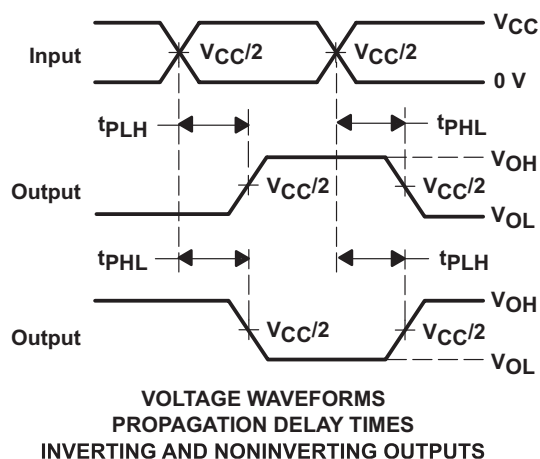 VCC
Input
VCC/2
VCC/2
0 V
tPLH
tPHL
VOH
Output
VCC/2
VCC/2
VOL
tPHL
tPLH
VOH
Output
VCC/2
VCC/2
VOL
VOLTAGE WAVEFORMS
PROPAGATION DELAY TIMES
INVERTING AND NONINVERTING OUTPUTS